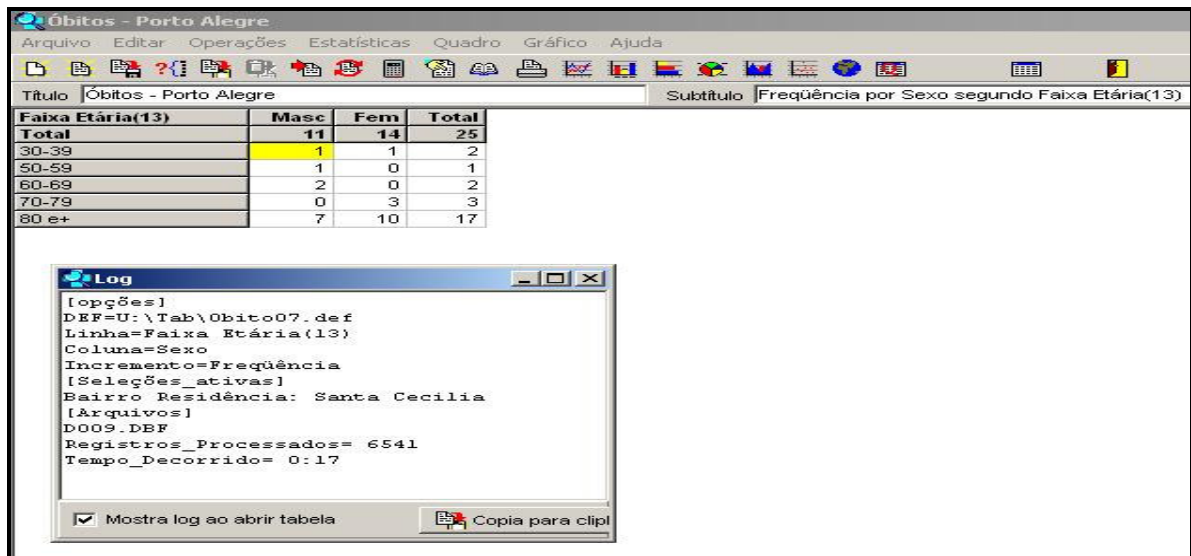 Óbitos - Porto Alegre
Arquivo Editar Operações Estatísticas Quadro Gráfico Ajuda
Título Óbitos - Porto Alegre Subtítulo Freqüência por Sexo segundo Faixa Etária(13)
Faixa Etária(13) Masc Fem Total
Total 11 14 25
30-39 1 1 2
50-59 1 0 1
60-69 2 0 2
70-79 0 3 3
80 e+ 7 10 17
Log
[opções]
DEF=U:\Tab\Obito07.def
Linha=Faixa Etária(13)
Coluna=Sexo
Incremento=Freqüência
[Seleções_ativas]
Bairro Residência: Santa Cecilia
[Arquivos]
DO09.DBF
Registros_Processados= 6541
Tempo_Decorrido= 0:17
Mostra log ao abrir tabela Copia para clipl